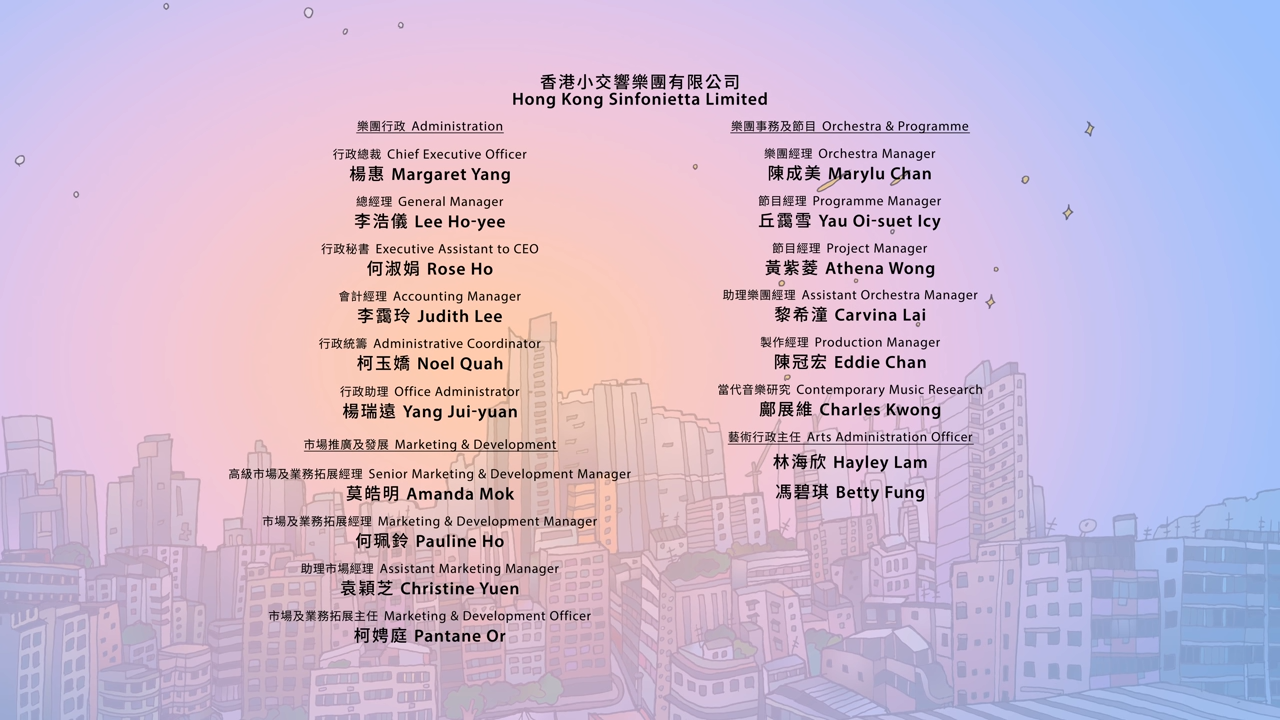 香港小交響樂團有限公司
Hong Kong Sinfonietta Limited
樂團行政 Administration
行政總裁 Chief Executive Officer
楊惠 Margaret Yang
總經理 General Manager
李浩儀 Lee Ho-yee
行政秘書 Executive Assistant to CEO
何淑娟 Rose Ho
會計經理 Accounting Manager
李靄玲 Judith Lee
行政統籌 Administrative Coordinator
柯玉嬌 Noel Quah
行政助理 Office Administrator
楊瑞遠 Yang Jui-yuan
市場推廣及發展 Marketing & Development
高級市場及業務拓展經理 Senior Marketing & Development Manager
莫皓明 Amanda Mok
市場及業務拓展經理 Marketing & Development Manager
何珮鈴 Pauline Ho
助理市場經理 Assistant Marketing Manager
袁穎芝 Christine Yuen
市場及業務拓展主任 Marketing & Development Officer
柯娉庭 Pantane Or
樂團事務及節目 Orchestra & Programme
樂團經理 Orchestra Manager
陳成美 Marylu Chan
節目經理 Programme Manager
丘靄雪 Yau Oi-suet Icy
節目經理 Project Manager
黃紫菱 Athena Wong
助理樂團經理 Assistant Orchestra Manager
黎希潼 Carvina Lai
製作經理 Production Manager
陳冠宏 Eddie Chan
當代音樂研究 Contemporary Music Research
鄺展維 Charles Kwong
藝術行政主任 Arts Administration Officer
林海欣 Hayley Lam
馮碧琪 Betty Fung